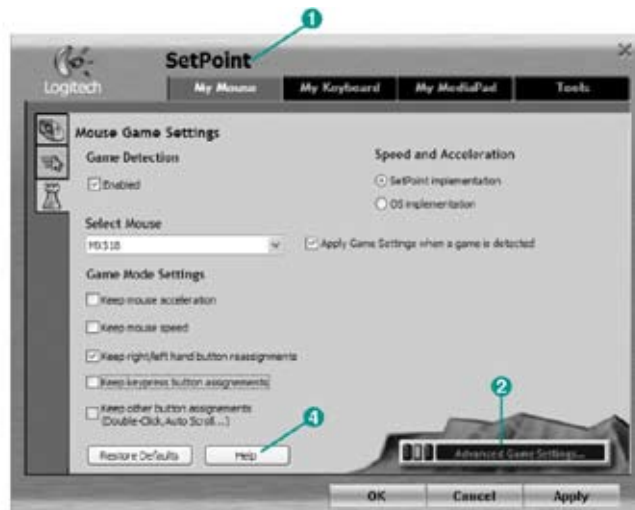 1
SetPoint
Logitech
My Mouse My Keyboard My MediaPad Tools
Mouse Game Settings
Game Detection
Enabled
Speed and Acceleration
SetPoint implementation
OS implementation
Select Mouse
MX518
Apply Game Settings when a game is detected
Game Mode Settings
Keep mouse acceleration
Keep mouse speed
Keep right/left hand button reassignments
Keep keypress button assignements
Keep other button assignements
(Double-Click, Auto Scroll...)
2
4
Restore Defaults Help
Advanced Game Settings...
OK Cancel Apply